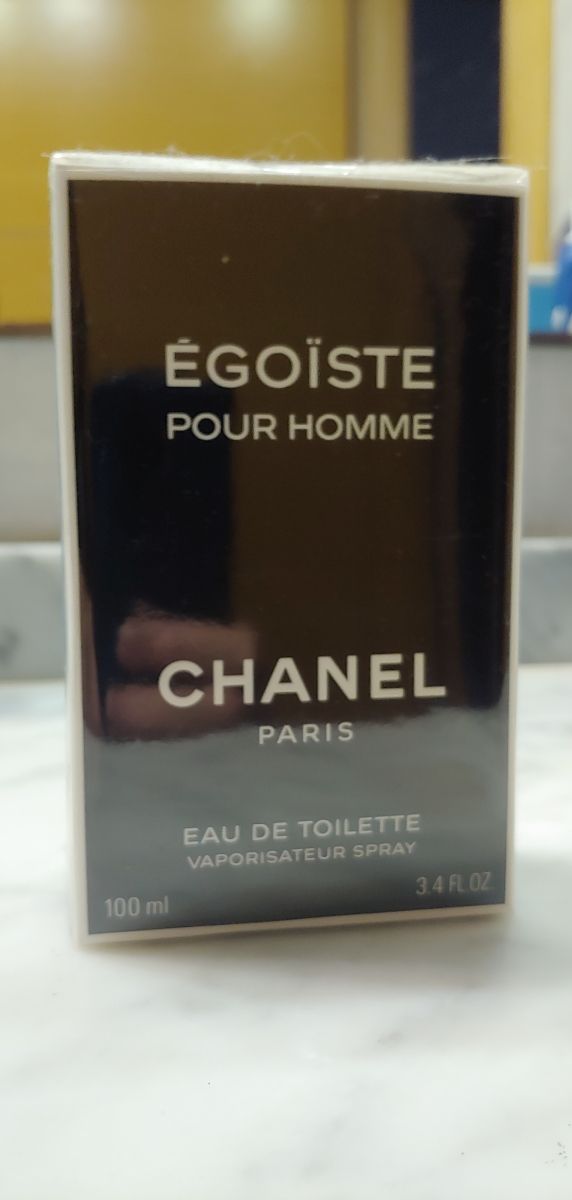 ÉGOÏSTE
POUR HOMME
CHANEL
PARIS
EAU DE TOILETTE
VAPORISATEUR SPRAY
100 ml
3.4 FL.OZ.